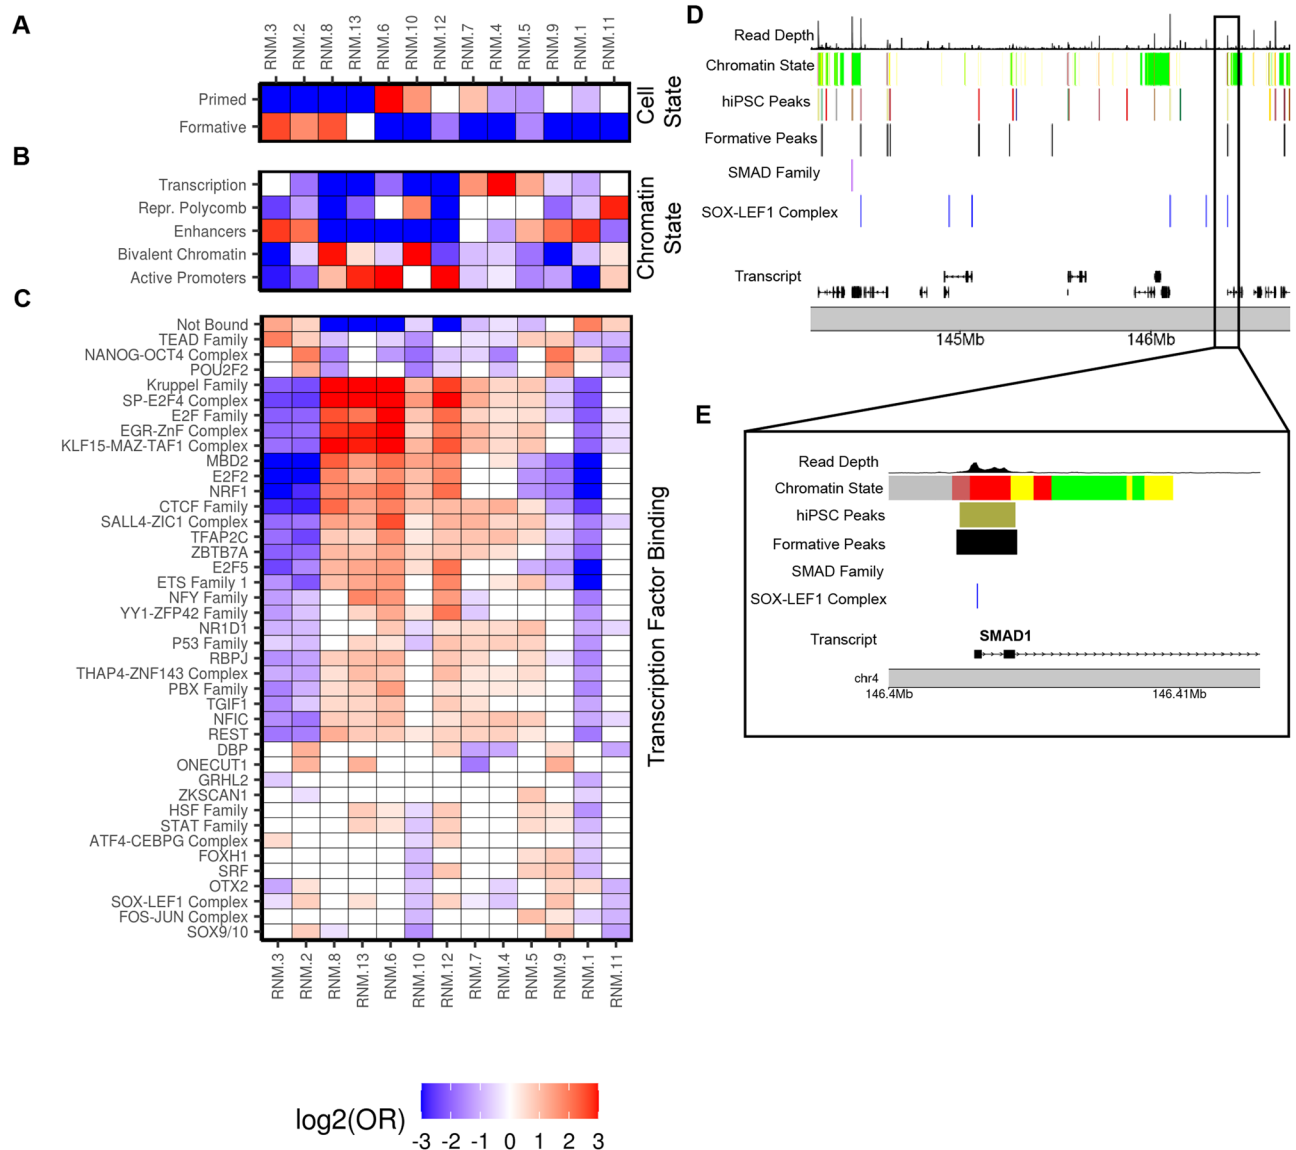 A
RNM.3
RNM.2
RNM.8
RNM.13
RNM.6
RNM.10
RNM.12
RNM.7
RNM.4
RNM.5
RNM.9
RNM.1
RNM.11
Primed
Formative
Cell
State
B
Transcription
Repr. Polycomb
Enhancers
Bivalent Chromatin
Active Promoters
Chromatin
State
C
Not Bound
TEAD Family
NANOG-OCT4 Complex
POU2F2
Kruppel Family
SP-E2F4 Complex
E2F Family
EGR-ZnF Complex
KLF15-MAZ-TAF1 Complex
MBD2
E2F2
NRF1
CTCF Family
SALL4-ZIC1 Complex
TFAP2C
ZBTB7A
E2F5
ETS Family 1
NFY Family
YY1-ZFP42 Family
NR1D1
P53 Family
RBPJ
THAP4-ZNF143 Complex
PBX Family
TGIF1
NFIC
REST
DBP
ONECUT1
GRHL2
ZKSCAN1
HSF Family
STAT Family
ATF4-CEBPG Complex
FOXH1
SRF
OTX2
SOX-LEF1 Complex
FOS-JUN Complex
SOX9/10
Transcription Factor Binding
RNM.3
RNM.2
RNM.8
RNM.13
RNM.6
RNM.10
RNM.12
RNM.7
RNM.4
RNM.5
RNM.9
RNM.1
RNM.11
log2(OR)
-3 -2 -1 0 1 2 3
D
Read Depth
Chromatin State
hiPSC Peaks
Formative Peaks
SMAD Family
SOX-LEF1 Complex
Transcript
145Mb 146Mb
E
Read Depth
Chromatin State
hiPSC Peaks
Formative Peaks
SMAD Family
SOX-LEF1 Complex
Transcript SMAD1
chr4
146.4Mb 146.41Mb